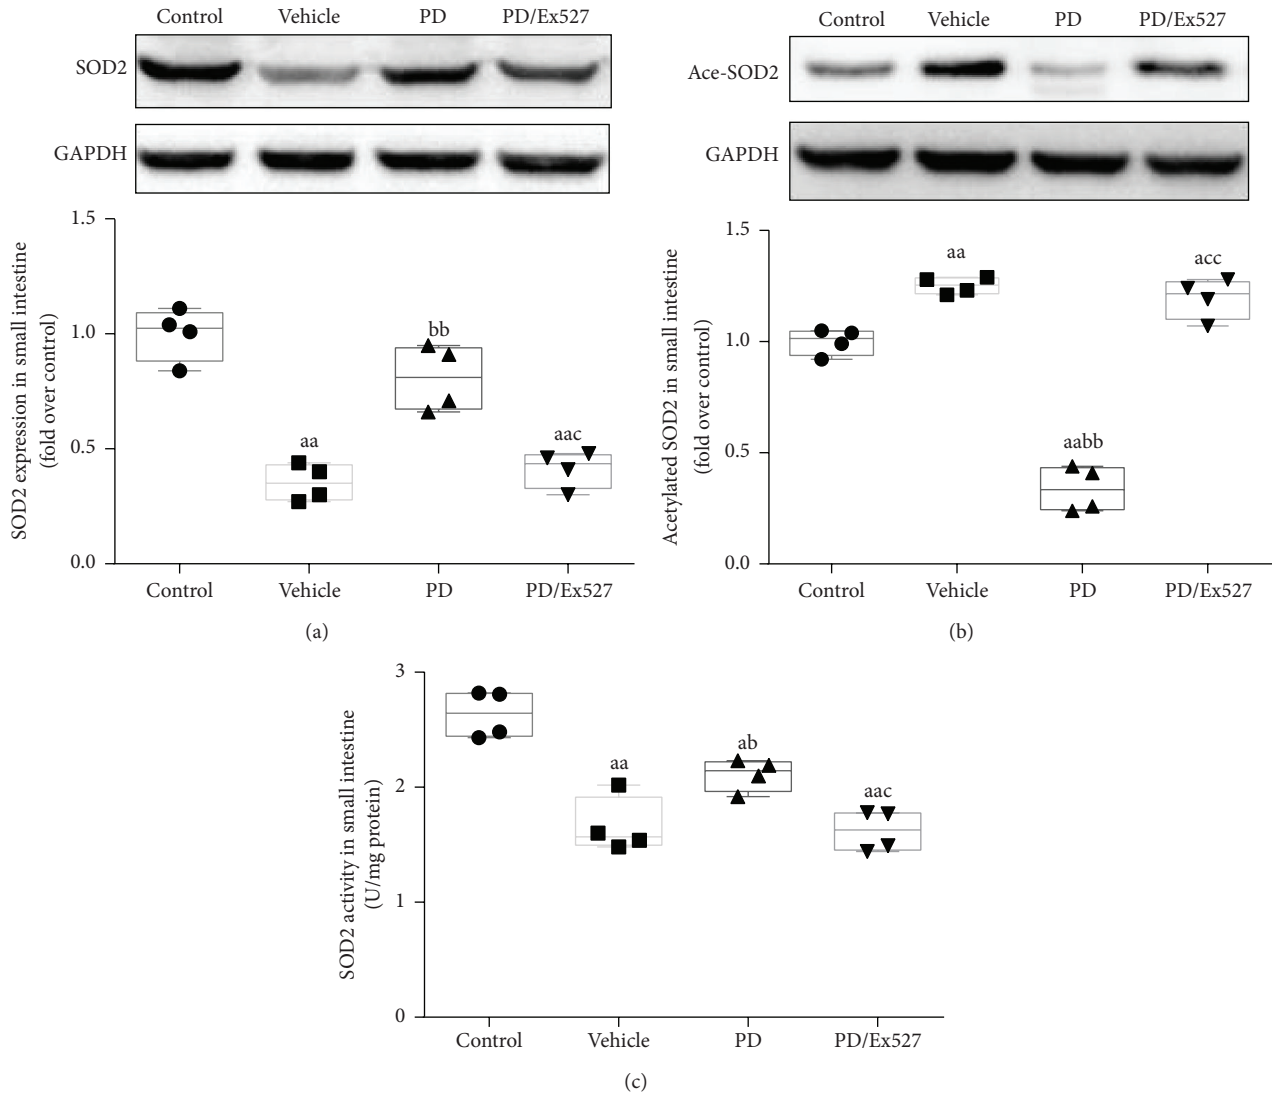 Control Vehicle PD PD/Ex527
SOD2
GAPDH
SOD2 expression in small intestine
(fold over control)
1.5
1.0
0.5
0.0
aa
bb
aac
Control Vehicle PD PD/Ex527
(a)
Control Vehicle PD PD/Ex527
Ace-SOD2
GAPDH
Acetylated SOD2 in small intestine
(fold over control)
1.5
1.0
0.5
0.0
aa
aabb
acc
Control Vehicle PD PD/Ex527
(b)
SOD2 activity in small intestine
(U/mg protein)
3
2
1
0
aa
ab
aac
Control Vehicle PD PD/Ex527
(c)